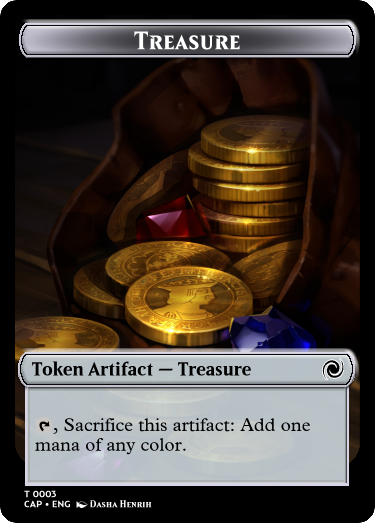 Treasure
Token Artifact — Treasure
, Sacrifice this artifact: Add one
mana of any color.
T 0003
CAP • ENG Dasha Henrih